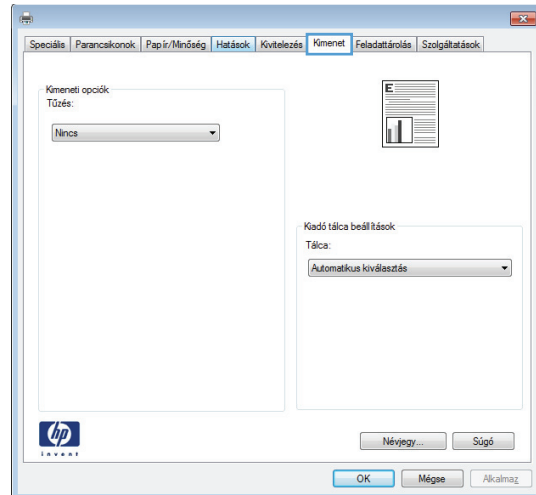 Speciális Parancsikonok Papír/Minőség Hatások Kivitelezés Kimenet Feladattárolás Szolgáltatások
Kimeneti opciók
Tűzés:
Nincs
E
Kiadó tálca beállítások
Tálca:
Automatikus kiválasztás
hp
invent
Névjegy... Súgó
OK Mégse Alkalmaz